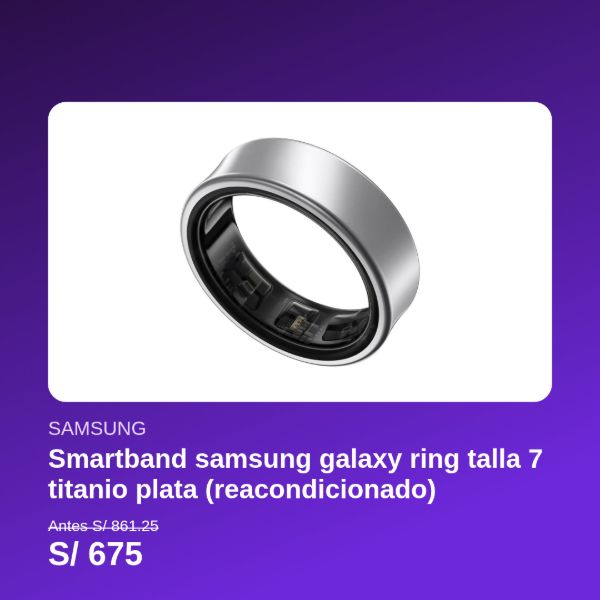 SAMSUNG
Smartband samsung galaxy ring talla 7
titanio plata (reacondicionado)
Antes S/ 861.25
S/ 675